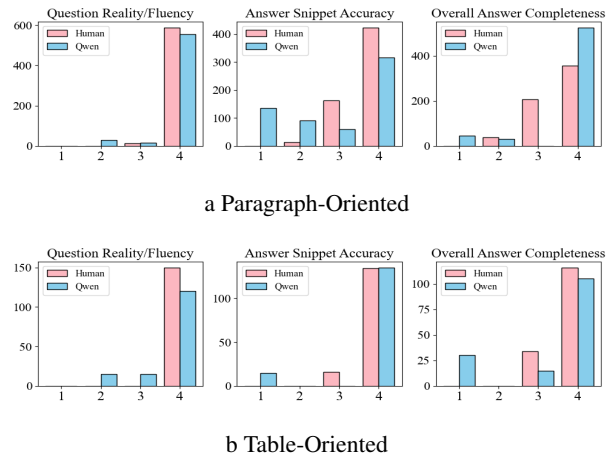 Question Reality/Fluency
Human
Qwen
600
400
200
0
1 2 3 4
Answer Snippet Accuracy
Human
Qwen
400
300
200
100
0
1 2 3 4
Overall Answer Completeness
Human
Qwen
400
200
0
1 2 3 4
a Paragraph-Oriented
Question Reality/Fluency
Human
Qwen
150
100
50
0
1 2 3 4
Answer Snippet Accuracy
Human
Qwen
100
50
0
1 2 3 4
Overall Answer Completeness
Human
Qwen
100
75
50
25
0
1 2 3 4
b Table-Oriented